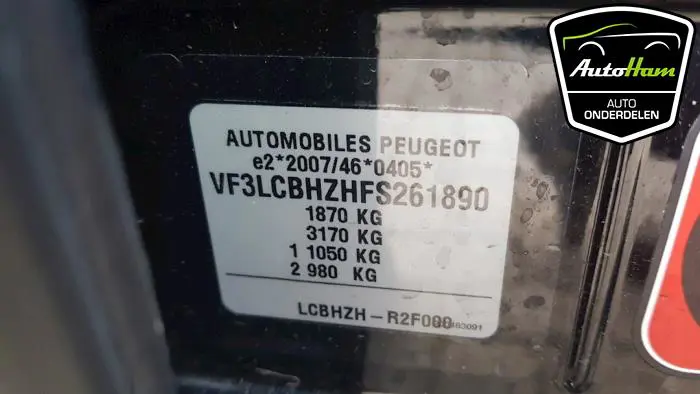 AutoHam
AUTO
ONDERDELEN
AUTOMOBILES PEUGEOT
e2*2007/46*0405*
VF3LCBHZHFS261890
1870 KG
3170 KG
1 1050 KG
2 980 KG
LCBHZH – R2F000